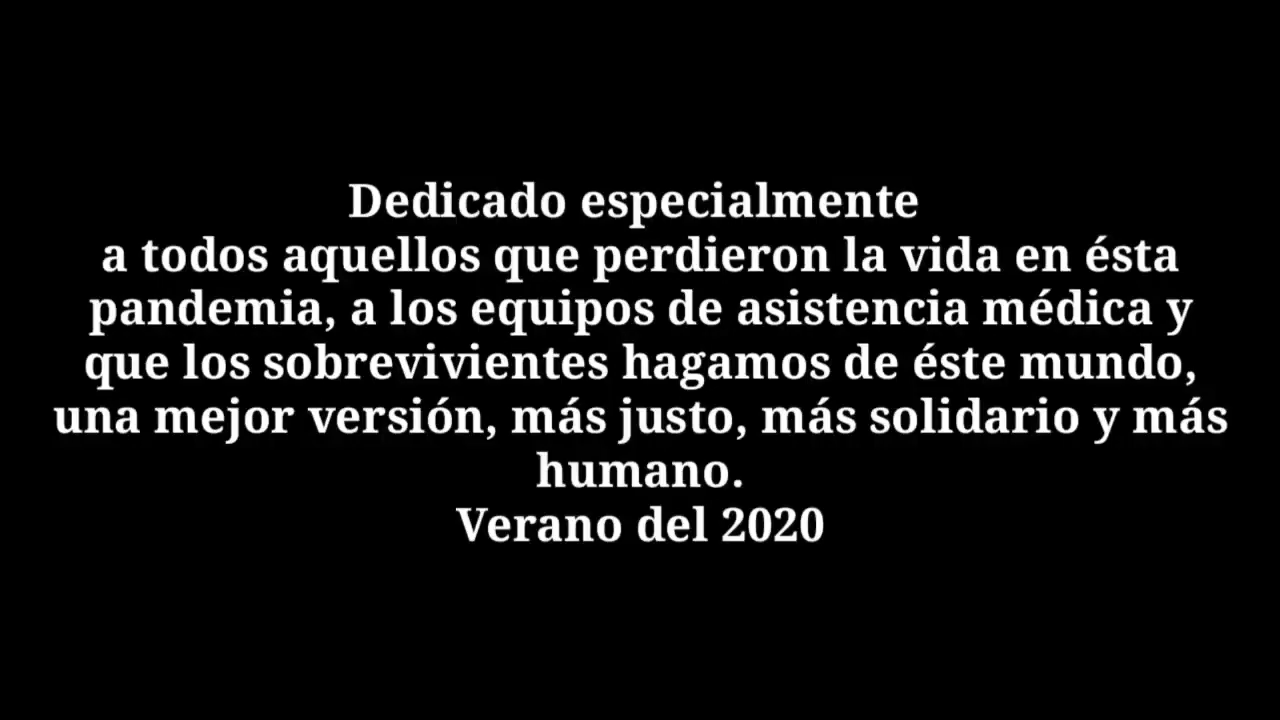 Dedicado especialmente
a todos aquellos que perdieron la vida en ésta
pandemia, a los equipos de asistencia médica y
que los sobrevivientes hagamos de éste mundo,
una mejor versión, más justo, más solidario y más
humano.
Verano del 2020